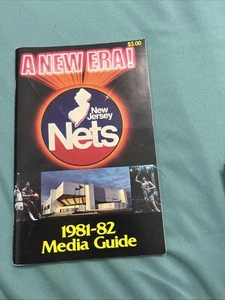 $3.00
A NEW ERA!
New
Jersey
Nets
1981-82
Media Guide